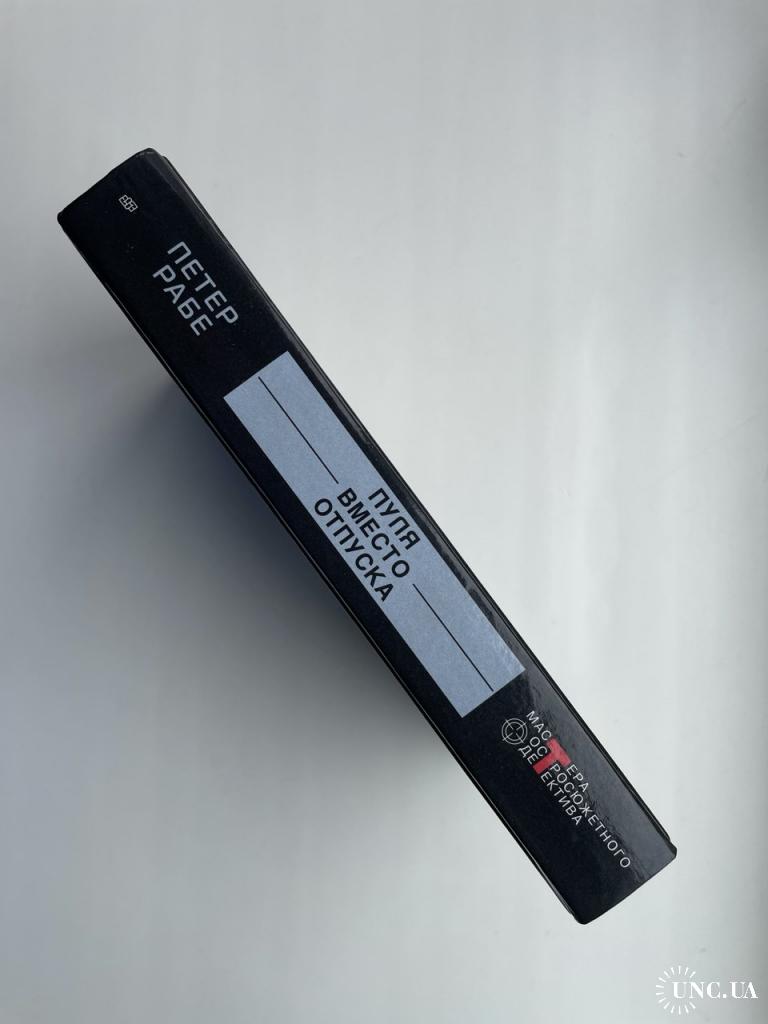 ПЕТЕР
РАБЕ
ПУЛЯ
ВМЕСТО
ОТПУСКА
МАСТЕРА
ОСТРОСЮЖЕТНОГО
ДЕТЕКТИВА
UNC.UA